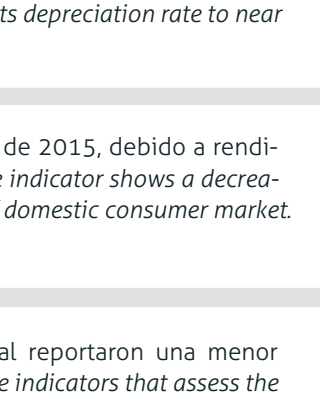 ts depreciation rate to near
de 2015, debido a rendi-
e indicator shows a decrea-
domestic consumer market.
al reportaron una menor
e indicators that assess the